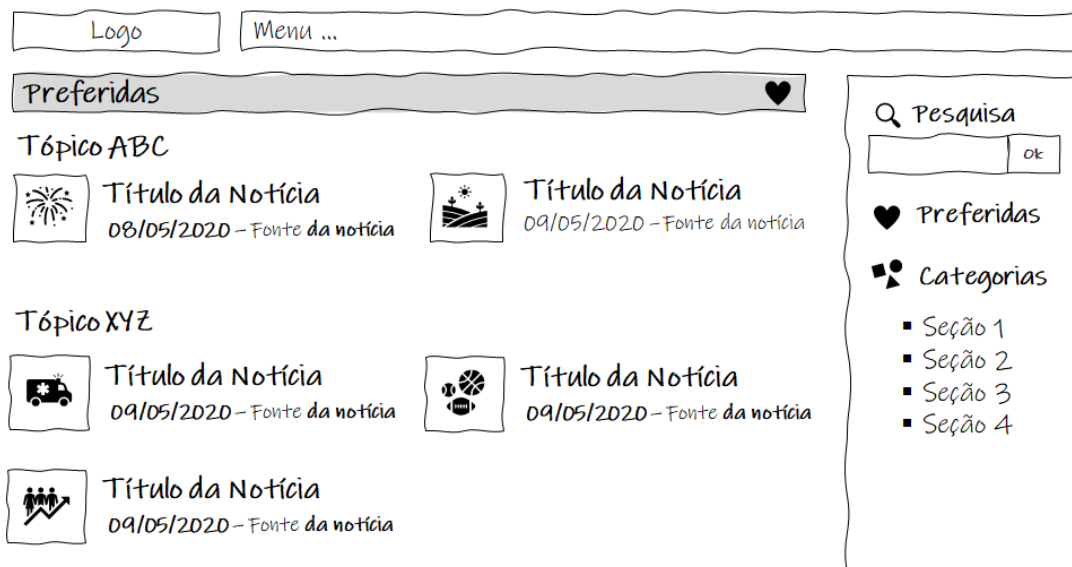 Logo
Menu ...
Preferidas
Tópico ABC
Título da Notícia
08/05/2020 – Fonte da notícia
Título da Notícia
09/05/2020 – Fonte da notícia
Tópico XYZ
Título da Notícia
09/05/2020 – Fonte da notícia
Título da Notícia
09/05/2020 – Fonte da notícia
Título da Notícia
09/05/2020 – Fonte da notícia
Pesquisa
Ok
Preferidas
Categorias
Seção 1
Seção 2
Seção 3
Seção 4